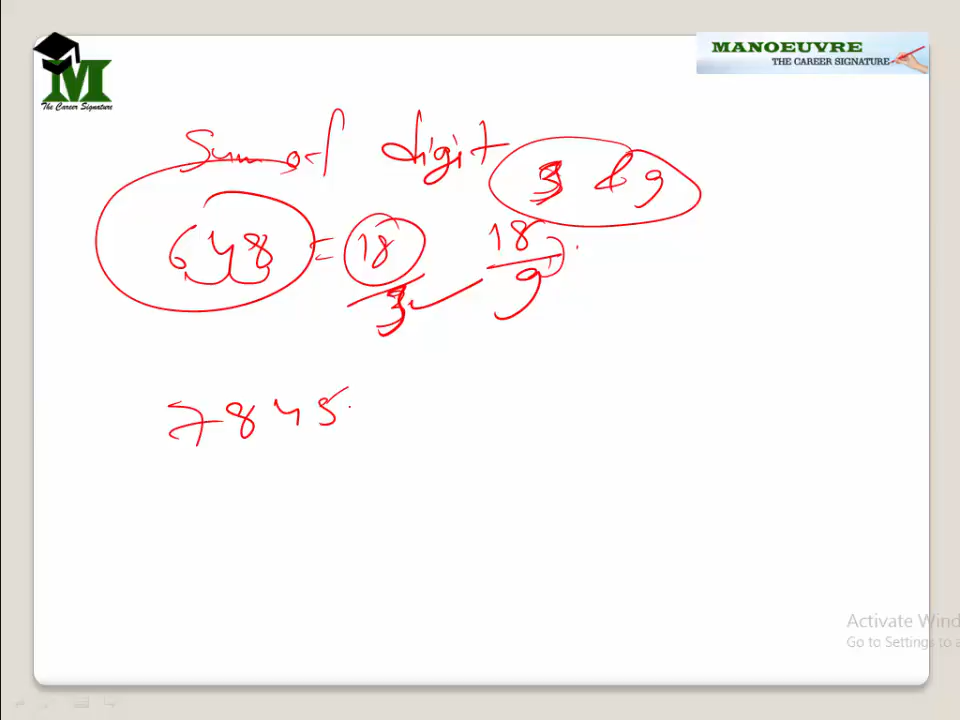 M
The Career Signature
MANOEUVRE
THE CAREER SIGNATURE
Sum of digit 3 & 9
648 = 18/3 18/9
7845
Activate Wind
Go to Settings to a